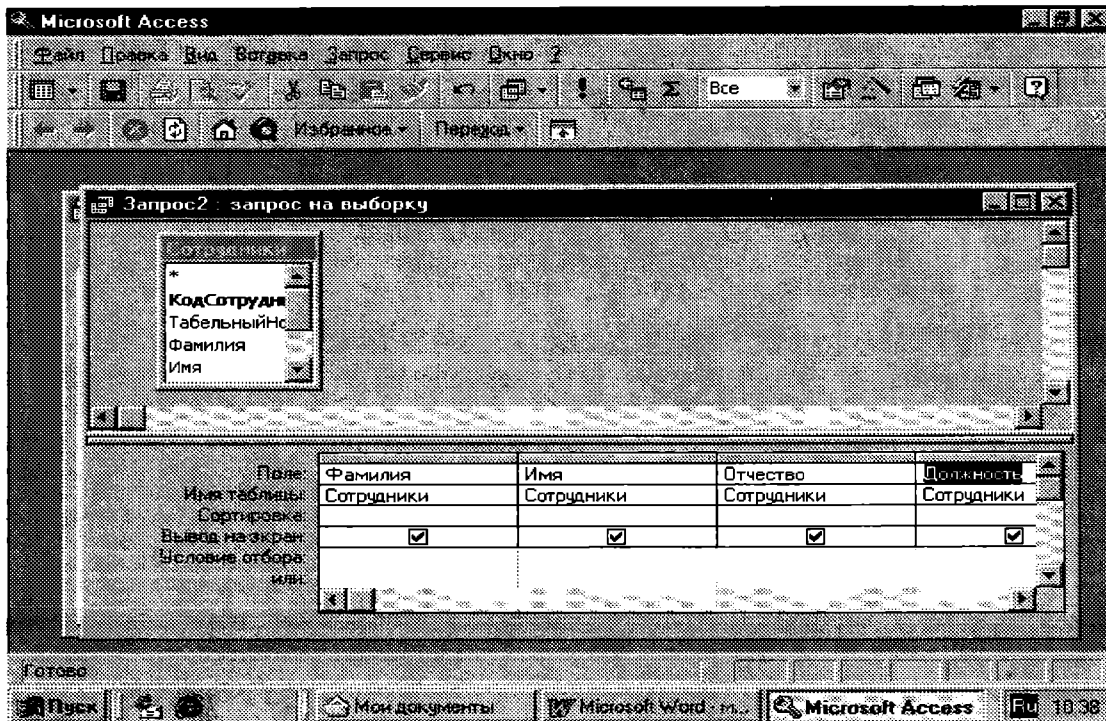 Microsoft Access
Файл Правка Вид Вставка Запрос Сервис Окно ?
Все
Избранное Переход
Запрос2 : запрос на выборку
Сотрудники
*
КодСотрудни
ТабельныйНо
Фамилия
Имя
Поле: Фамилия Имя Отчество Должность
Имя таблицы: Сотрудники Сотрудники Сотрудники Сотрудники
Сортировка:
Вывод на экран:
Условие отбора:
или:
Готово
Пуск Мои документы Microsoft Word - m... Microsoft Access Ru 10:38